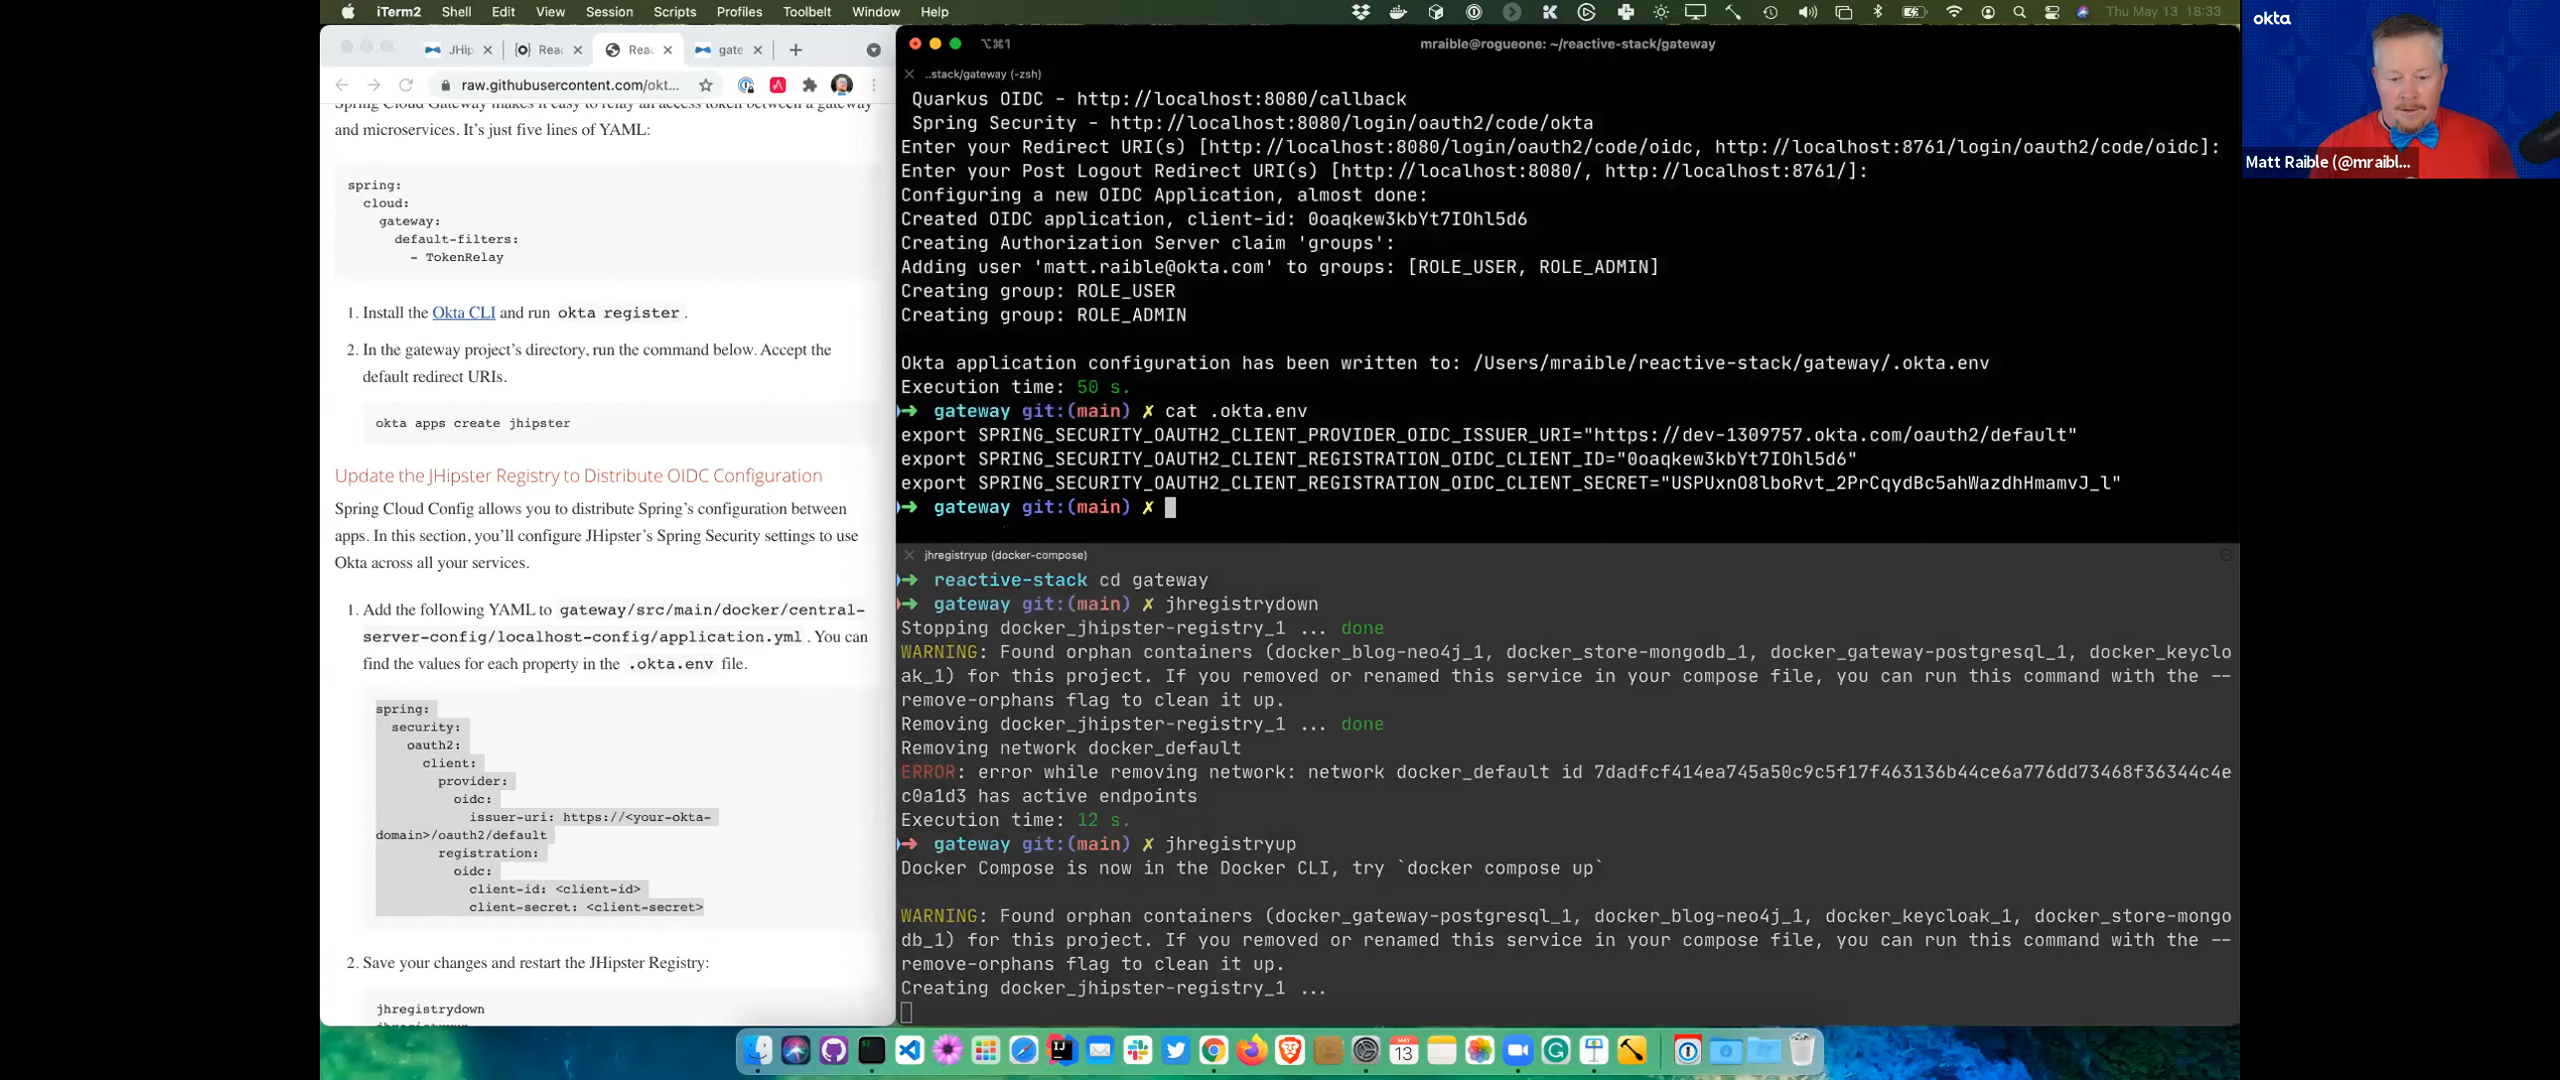 iTerm2 Shell Edit View Session Scripts Profiles Toolbelt Window Help
Thu May 13 18:33
JHip
Reac
Reac
gate
raw.githubusercontent.com/okt...
Spring Cloud Gateway makes it easy to relay an access token between a gateway
and microservices. It's just five lines of YAML:
spring:
cloud:
gateway:
default-filters:
- TokenRelay
1. Install the Okta CLI and run okta register .
2. In the gateway project's directory, run the command below. Accept the
default redirect URIs.
okta apps create jhipster
Update the JHipster Registry to Distribute OIDC Configuration
Spring Cloud Config allows you to distribute Spring's configuration between
apps. In this section, you'll configure JHipster's Spring Security settings to use
Okta across all your services.
1. Add the following YAML to gateway/src/main/docker/central-
server-config/localhost-config/application.yml . You can
find the values for each property in the .okta.env file.
spring:
security:
oauth2:
client:
provider:
oidc:
issuer-uri: https://<your-okta-
domain>/oauth2/default
registration:
oidc:
client-id: <client-id>
client-secret: <client-secret>
2. Save your changes and restart the JHipster Registry:
jhregistrydown
⌥⌘1
mraible@rogueone: ~/reactive-stack/gateway
..stack/gateway (-zsh)
Quarkus OIDC - http://localhost:8080/callback
Spring Security - http://localhost:8080/login/oauth2/code/okta
Enter your Redirect URI(s) [http://localhost:8080/login/oauth2/code/oidc, http://localhost:8761/login/oauth2/code/oidc]:
Enter your Post Logout Redirect URI(s) [http://localhost:8080/, http://localhost:8761/]:
Configuring a new OIDC Application, almost done:
Created OIDC application, client-id: 0oaqkew3kbYt7IOhl5d6
Creating Authorization Server claim 'groups':
Adding user 'matt.raible@okta.com' to groups: [ROLE_USER, ROLE_ADMIN]
Creating group: ROLE_USER
Creating group: ROLE_ADMIN
Okta application configuration has been written to: /Users/mraible/reactive-stack/gateway/.okta.env
Execution time: 50 s.
➜ gateway git:(main) ✗ cat .okta.env
export SPRING_SECURITY_OAUTH2_CLIENT_PROVIDER_OIDC_ISSUER_URI="https://dev-1309757.okta.com/oauth2/default"
export SPRING_SECURITY_OAUTH2_CLIENT_REGISTRATION_OIDC_CLIENT_ID="0oaqkew3kbYt7IOhl5d6"
export SPRING_SECURITY_OAUTH2_CLIENT_REGISTRATION_OIDC_CLIENT_SECRET="USPUxnO8lboRvt_2PrCqydBc5ahWazdhHmamvJ_l"
➜ gateway git:(main) ✗
jhregistryup (docker-compose)
➜ reactive-stack cd gateway
➜ gateway git:(main) ✗ jhregistrydown
Stopping docker_jhipster-registry_1 ... done
WARNING: Found orphan containers (docker_blog-neo4j_1, docker_store-mongodb_1, docker_gateway-postgresql_1, docker_keyclo
ak_1) for this project. If you removed or renamed this service in your compose file, you can run this command with the --
remove-orphans flag to clean it up.
Removing docker_jhipster-registry_1 ... done
Removing network docker_default
ERROR: error while removing network: network docker_default id 7dadfcf414ea745a50c9c5f17f463136b44ce6a776dd73468f36344c4e
c0a1d3 has active endpoints
Execution time: 12 s.
➜ gateway git:(main) ✗ jhregistryup
Docker Compose is now in the Docker CLI, try `docker compose up`
WARNING: Found orphan containers (docker_gateway-postgresql_1, docker_blog-neo4j_1, docker_keycloak_1, docker_store-mongo
db_1) for this project. If you removed or renamed this service in your compose file, you can run this command with the --
remove-orphans flag to clean it up.
Creating docker_jhipster-registry_1 ...
okta
Matt Raible (@mraibl...
MAY
13